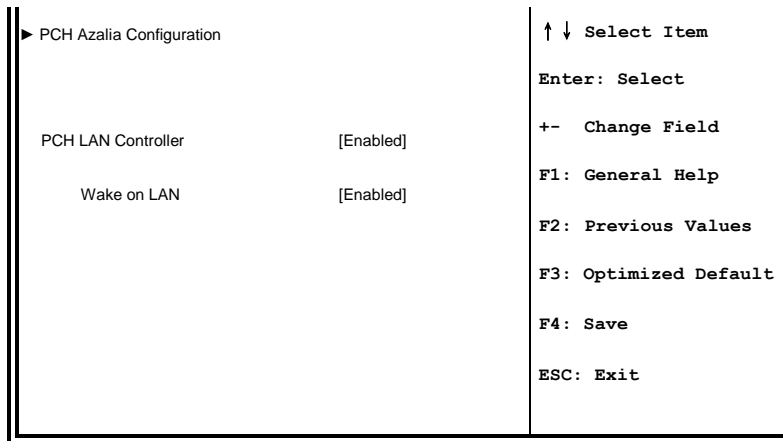 ► PCH Azalia Configuration
PCH LAN Controller [Enabled]
Wake on LAN [Enabled]
↑↓ Select Item
Enter: Select
+- Change Field
F1: General Help
F2: Previous Values
F3: Optimized Default
F4: Save
ESC: Exit